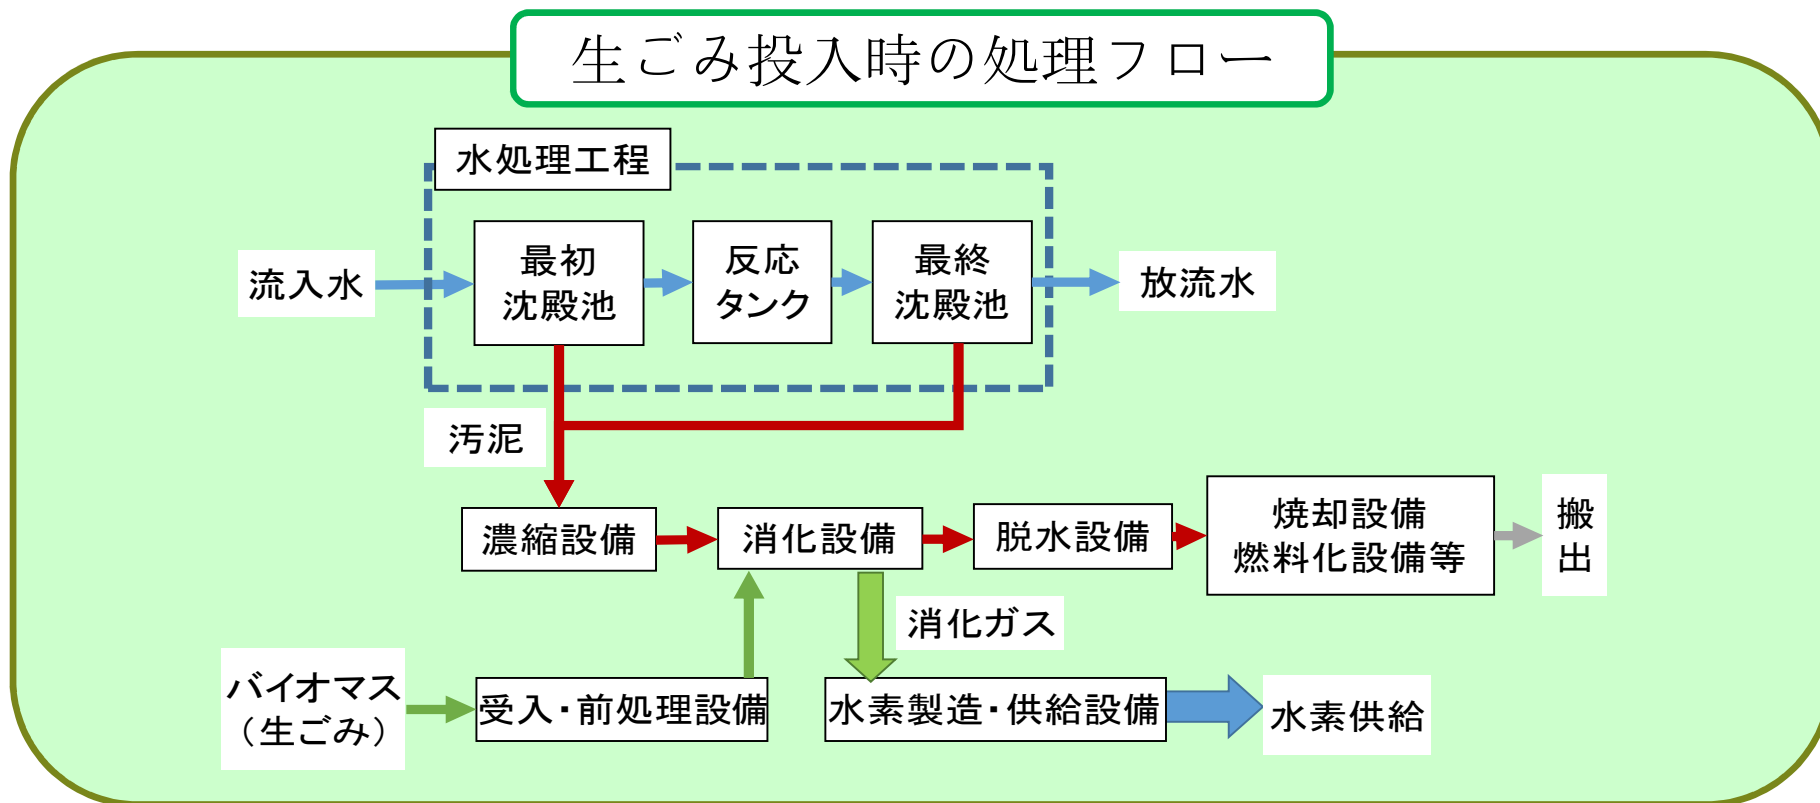 生ごみ投入時の処理フロー
水処理工程
流入水
最初
沈殿池
反応
タンク
最終
沈殿池
放流水
汚泥
濃縮設備
消化設備
脱水設備
焼却設備
燃料化設備等
搬
出
消化ガス
バイオマス
（生ごみ）
受入・前処理設備
水素製造・供給設備
水素供給